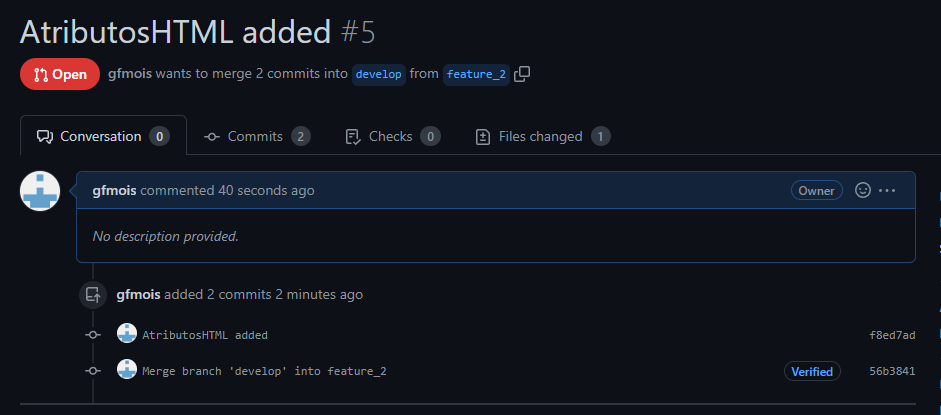 AtributosHTML added #5
Open gfmois wants to merge 2 commits into develop from feature_2
Conversation 0 Commits 2 Checks 0 Files changed 1
gfmois commented 40 seconds ago Owner
No description provided.
gfmois added 2 commits 2 minutes ago
AtributosHTML added f8ed7ad
Merge branch 'develop' into feature_2 Verified 56b3841